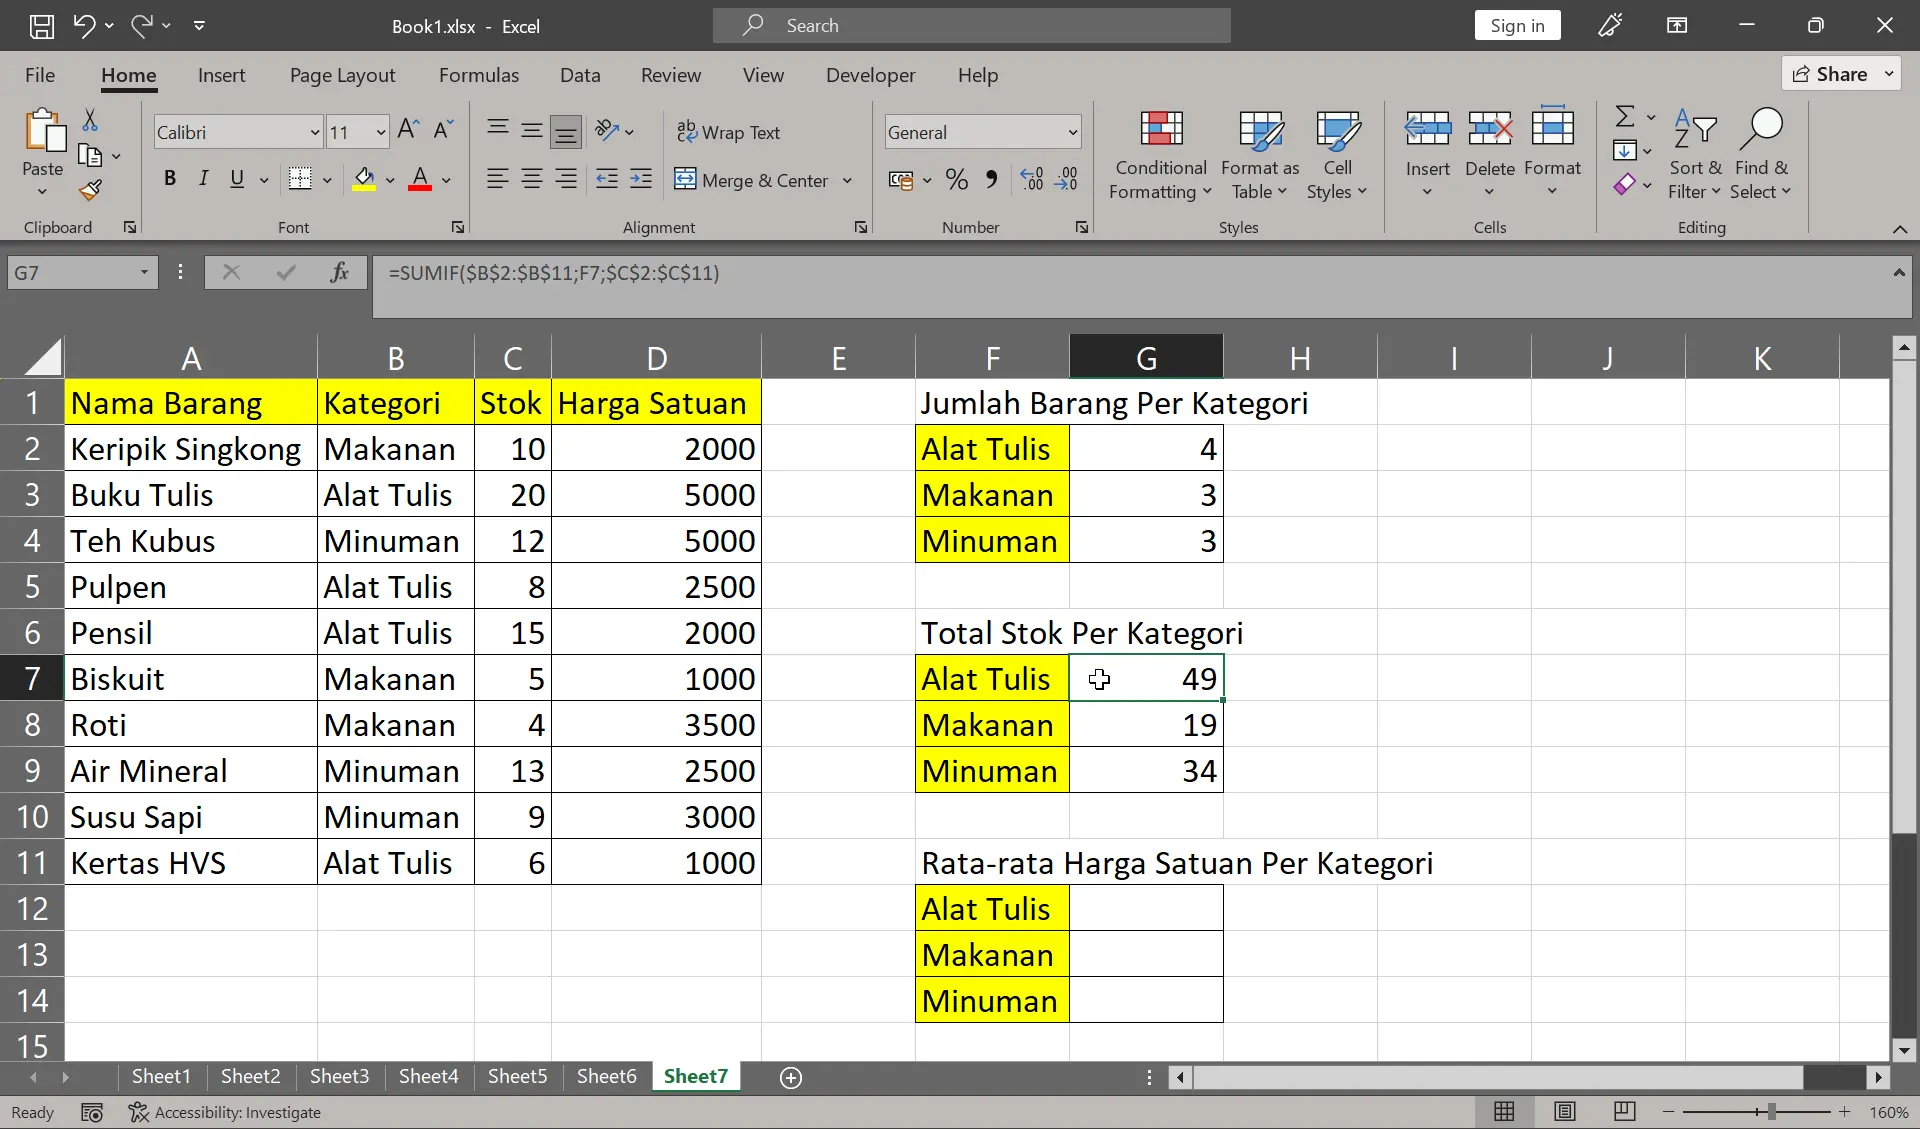 Book1.xlsx - Excel
Search
Sign in
File Home Insert Page Layout Formulas Data Review View Developer Help
Share
Paste
Calibri
11
B I U
ab Wrap Text
Merge & Center
General
Conditional Formatting
Format as Table
Cell Styles
Insert
Delete
Format
Sort & Filter
Find & Select
Clipboard Font Alignment Number Styles Cells Editing
G7
fx
=SUMIF($B$2:$B$11;F7;$C$2:$C$11)
A B C D E F G H I J K
1 Nama Barang Kategori Stok Harga Satuan Jumlah Barang Per Kategori
2 Keripik Singkong Makanan 10 2000 Alat Tulis 4
3 Buku Tulis Alat Tulis 20 5000 Makanan 3
4 Teh Kubus Minuman 12 5000 Minuman 3
5 Pulpen Alat Tulis 8 2500
6 Pensil Alat Tulis 15 2000 Total Stok Per Kategori
7 Biskuit Makanan 5 1000 Alat Tulis 49
8 Roti Makanan 4 3500 Makanan 19
9 Air Mineral Minuman 13 2500 Minuman 34
10 Susu Sapi Minuman 9 3000
11 Kertas HVS Alat Tulis 6 1000 Rata-rata Harga Satuan Per Kategori
12 Alat Tulis
13 Makanan
14 Minuman
15
Sheet1 Sheet2 Sheet3 Sheet4 Sheet5 Sheet6 Sheet7
Ready Accessibility: Investigate 160%